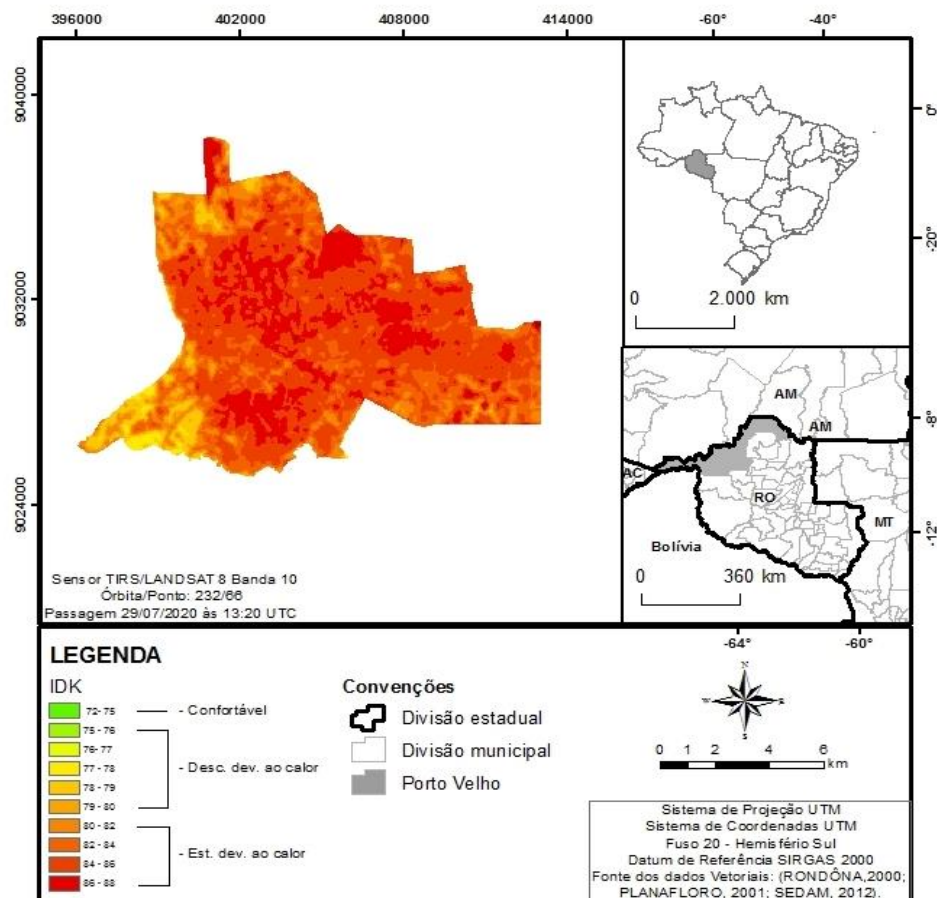 396000 402000 408000 414000 -60° -40°
9040000
9032000
9024000
0°
-20°
0 2.000 km
AM
AM
AC
RO
MT
Bolívia
0 360 km
-8°
-12°
-64° -60°
Sensor TIRS/LANDSAT 8 Banda 10
Órbita/Ponto: 232/66
Passagem 29/07/2020 às 13:20 UTC
LEGENDA
IDK
72-75 - Confortável
75-76
76-77
77-78 - Desc. dev. ao calor
78-79
79-80
80-82
82-84
84-86 - Est. dev. ao calor
86-88
Convenções
Divisão estadual
Divisão municipal
Porto Velho
N
W E
S
0 1 2 4 6
km
Sistema de Projeção UTM
Sistema de Coordenadas UTM
Fuso 20 - Hemisfério Sul
Datum de Referência SIRGAS 2000
Fonte dos dados Vetoriais: (RONDÔNA,2000;
PLANAFLORO, 2001; SEDAM, 2012).